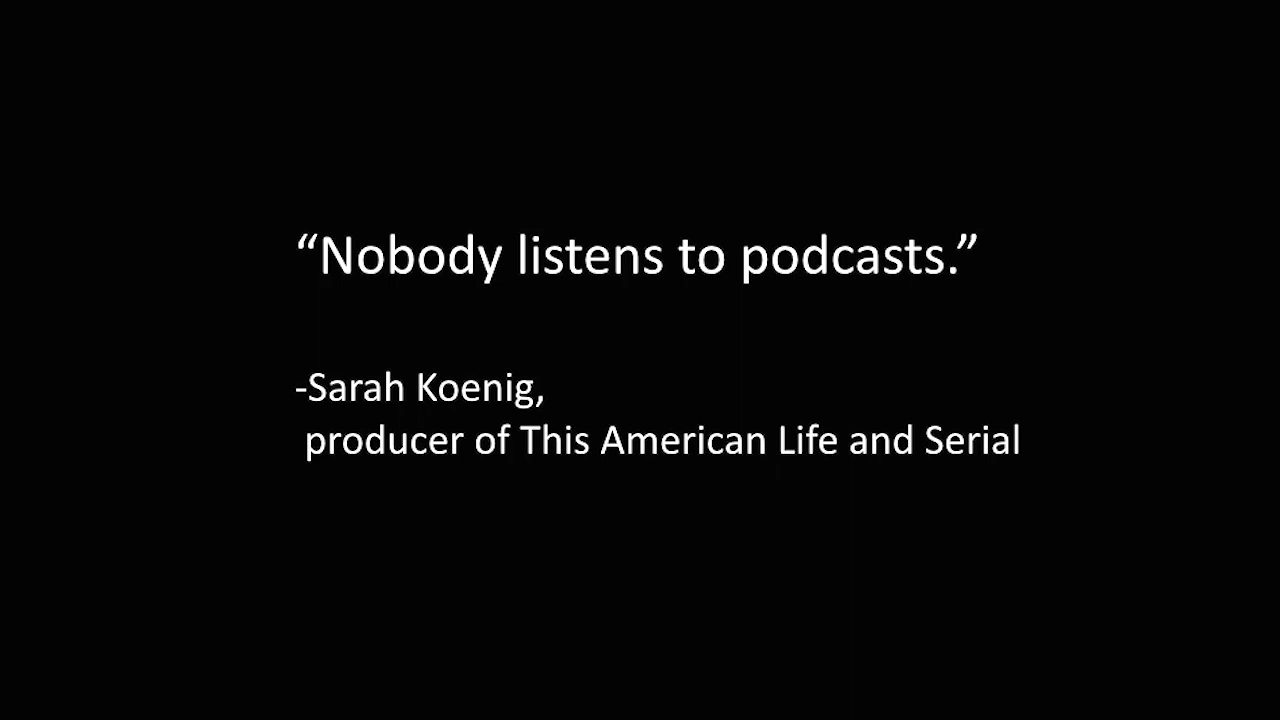 “Nobody listens to podcasts.”
-Sarah Koenig,
producer of This American Life and Serial